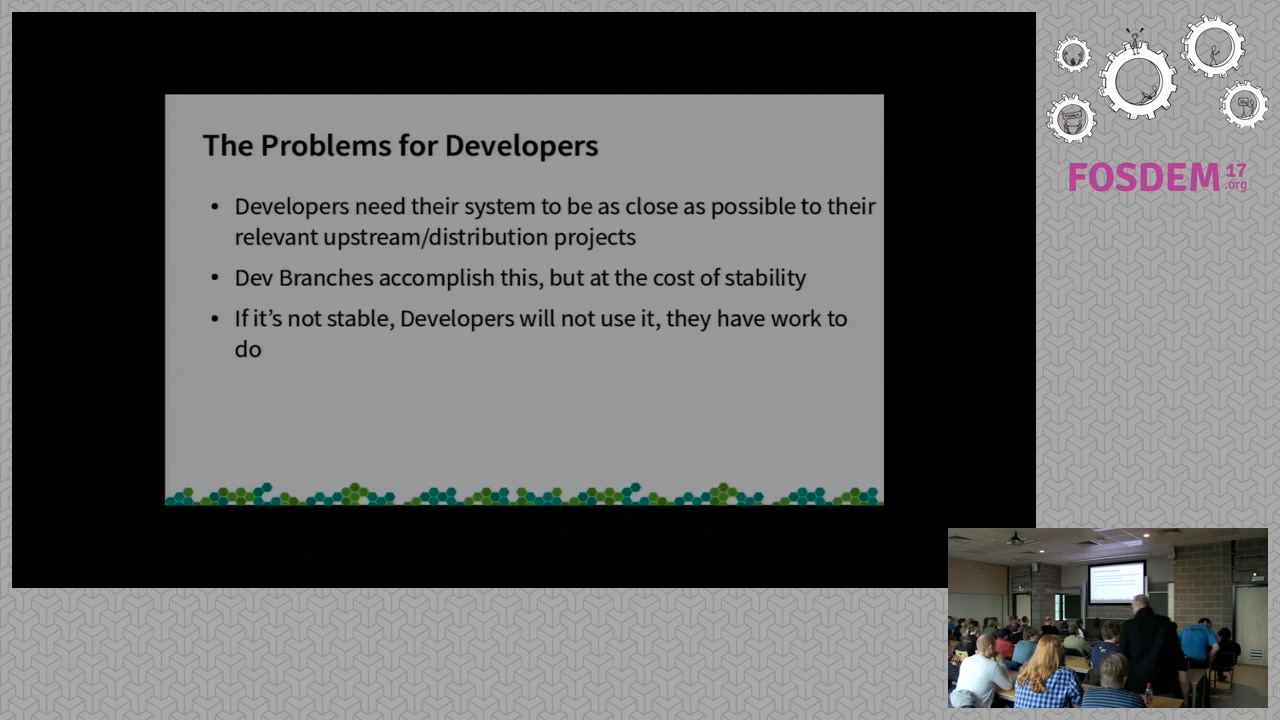 The Problems for Developers
• Developers need their system to be as close as possible to their
relevant upstream/distribution projects
• Dev Branches accomplish this, but at the cost of stability
• If it’s not stable, Developers will not use it, they have work to
do
FOSDEM 17
.org